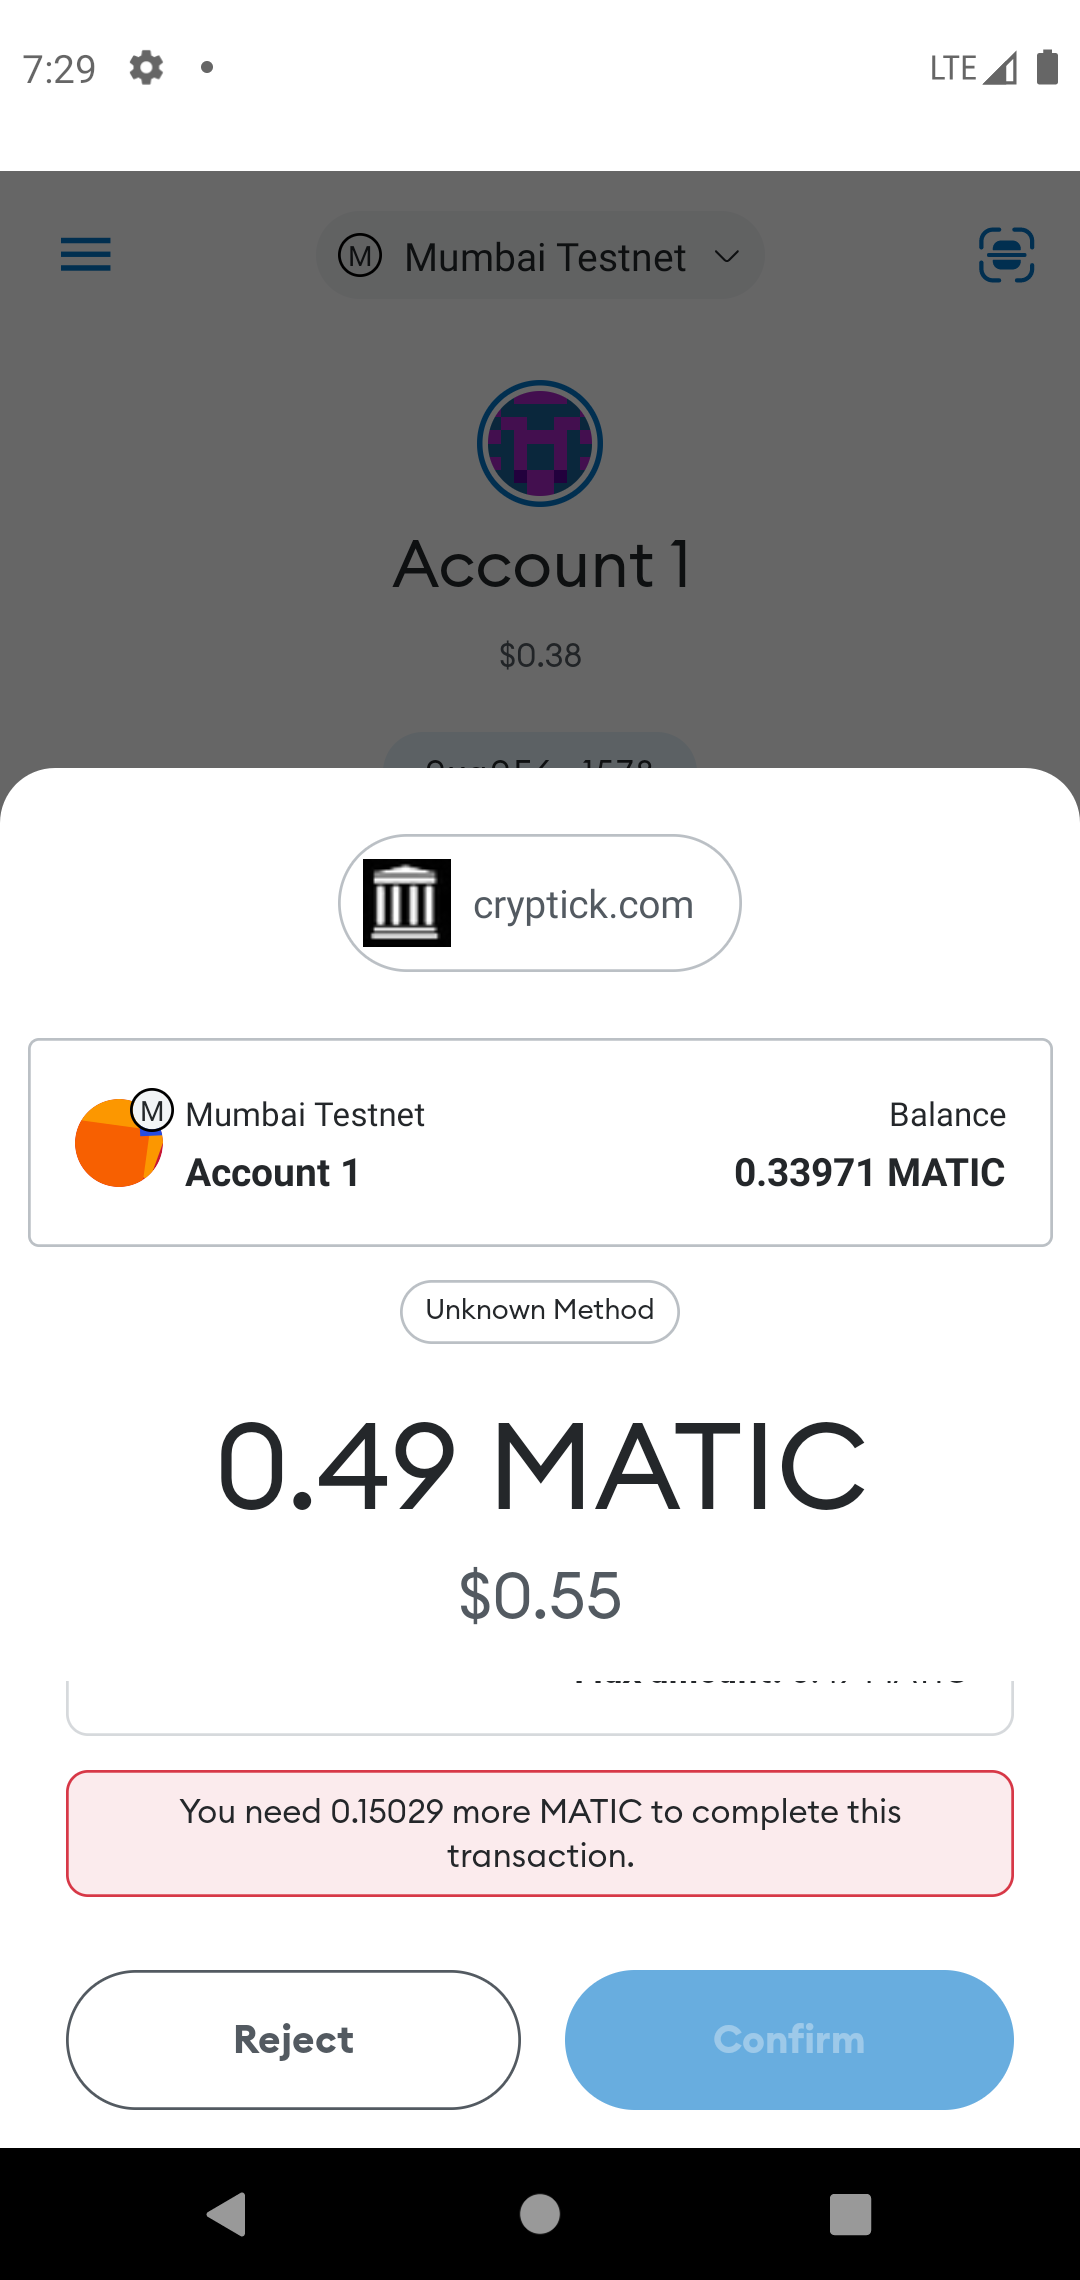 7:29
LTE
M Mumbai Testnet
Account 1
$0.38
cryptick.com
M Mumbai Testnet
Balance
Account 1
0.33971 MATIC
Unknown Method
0.49 MATIC
$0.55
You need 0.15029 more MATIC to complete this
transaction.
Reject
Confirm